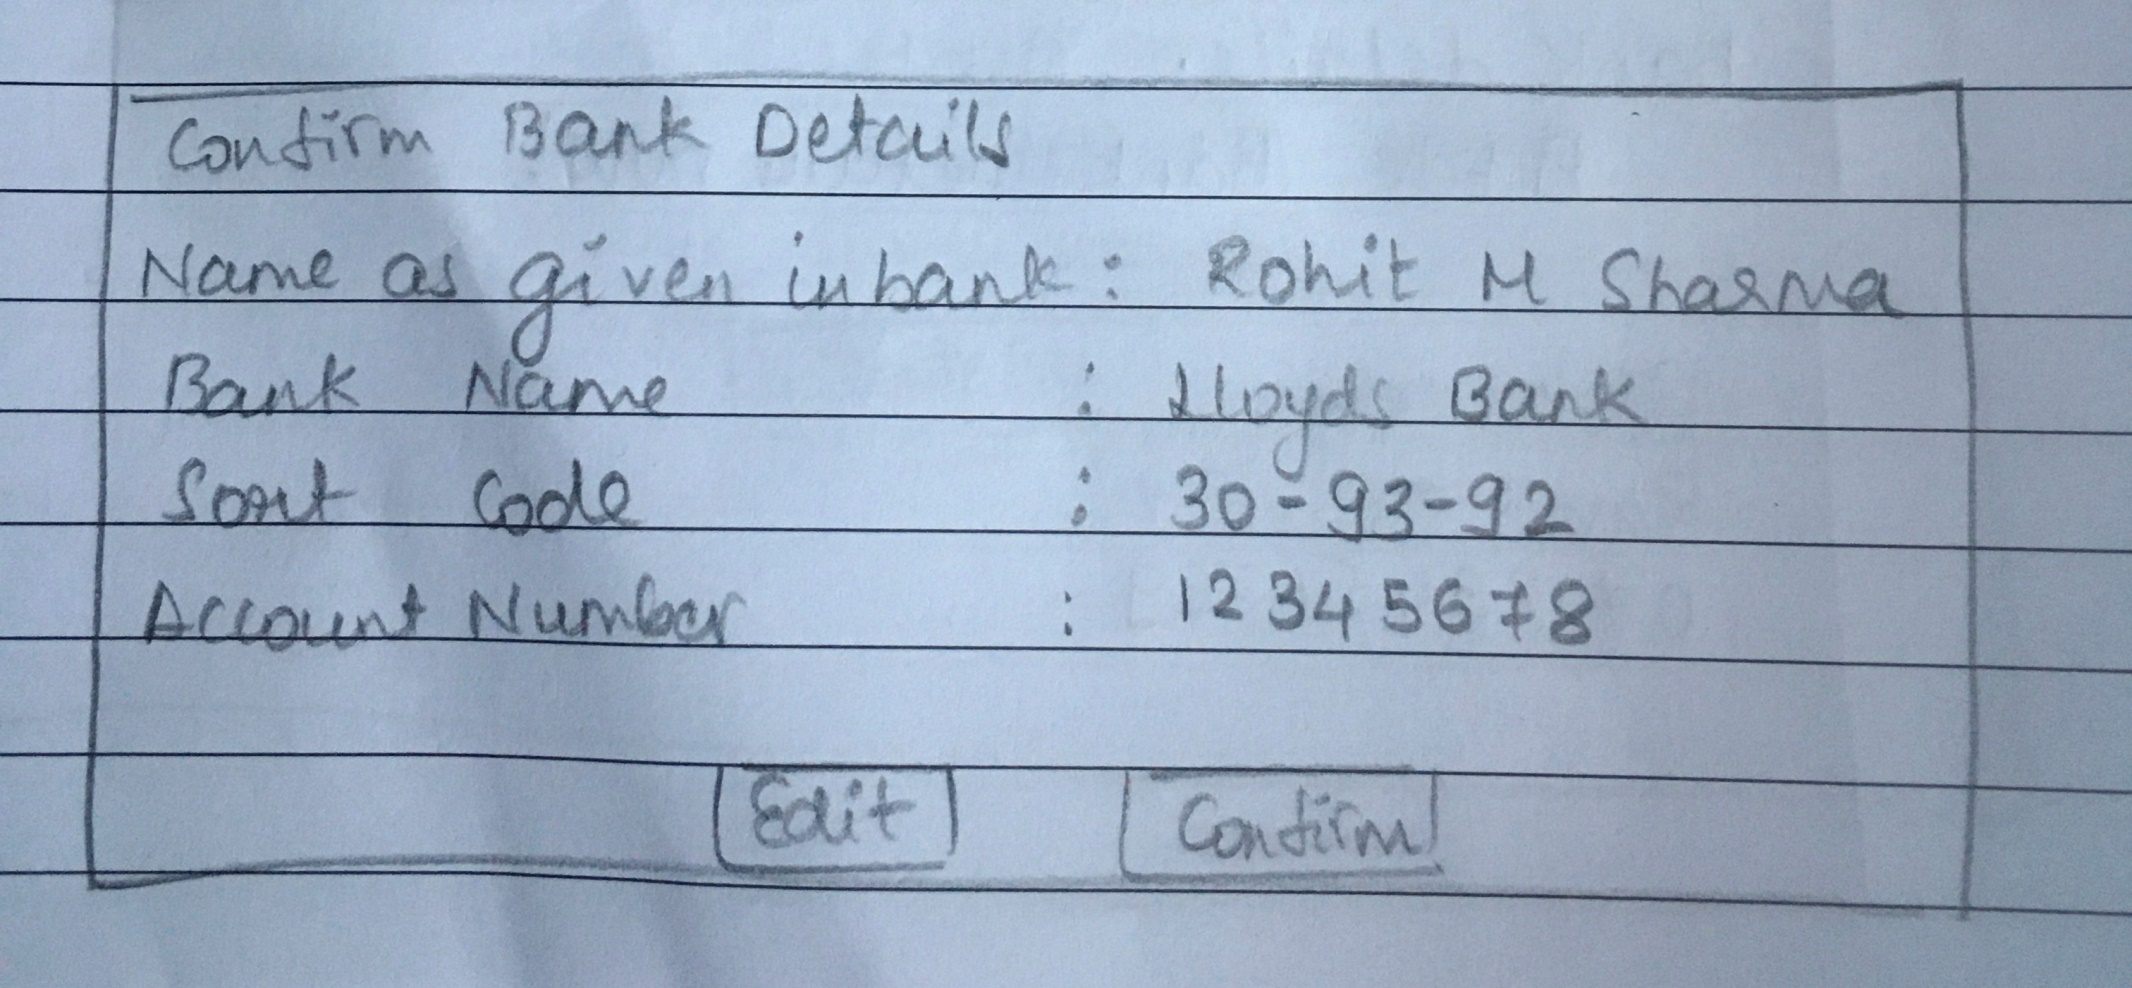 Confirm Bank Details
Name as given in bank : Rohit M Sharma
Bank Name : Lloyds Bank
Sort Code : 30-93-92
Account Number : 12345678
Edit Confirm